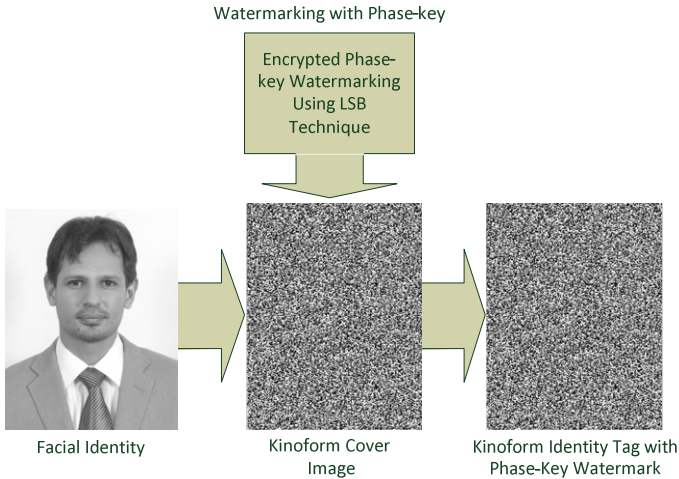 Watermarking with Phase-key
Encrypted Phase-
key Watermarking
Using LSB
Technique
Facial Identity
Kinoform Cover
Image
Kinoform Identity Tag with
Phase-Key Watermark